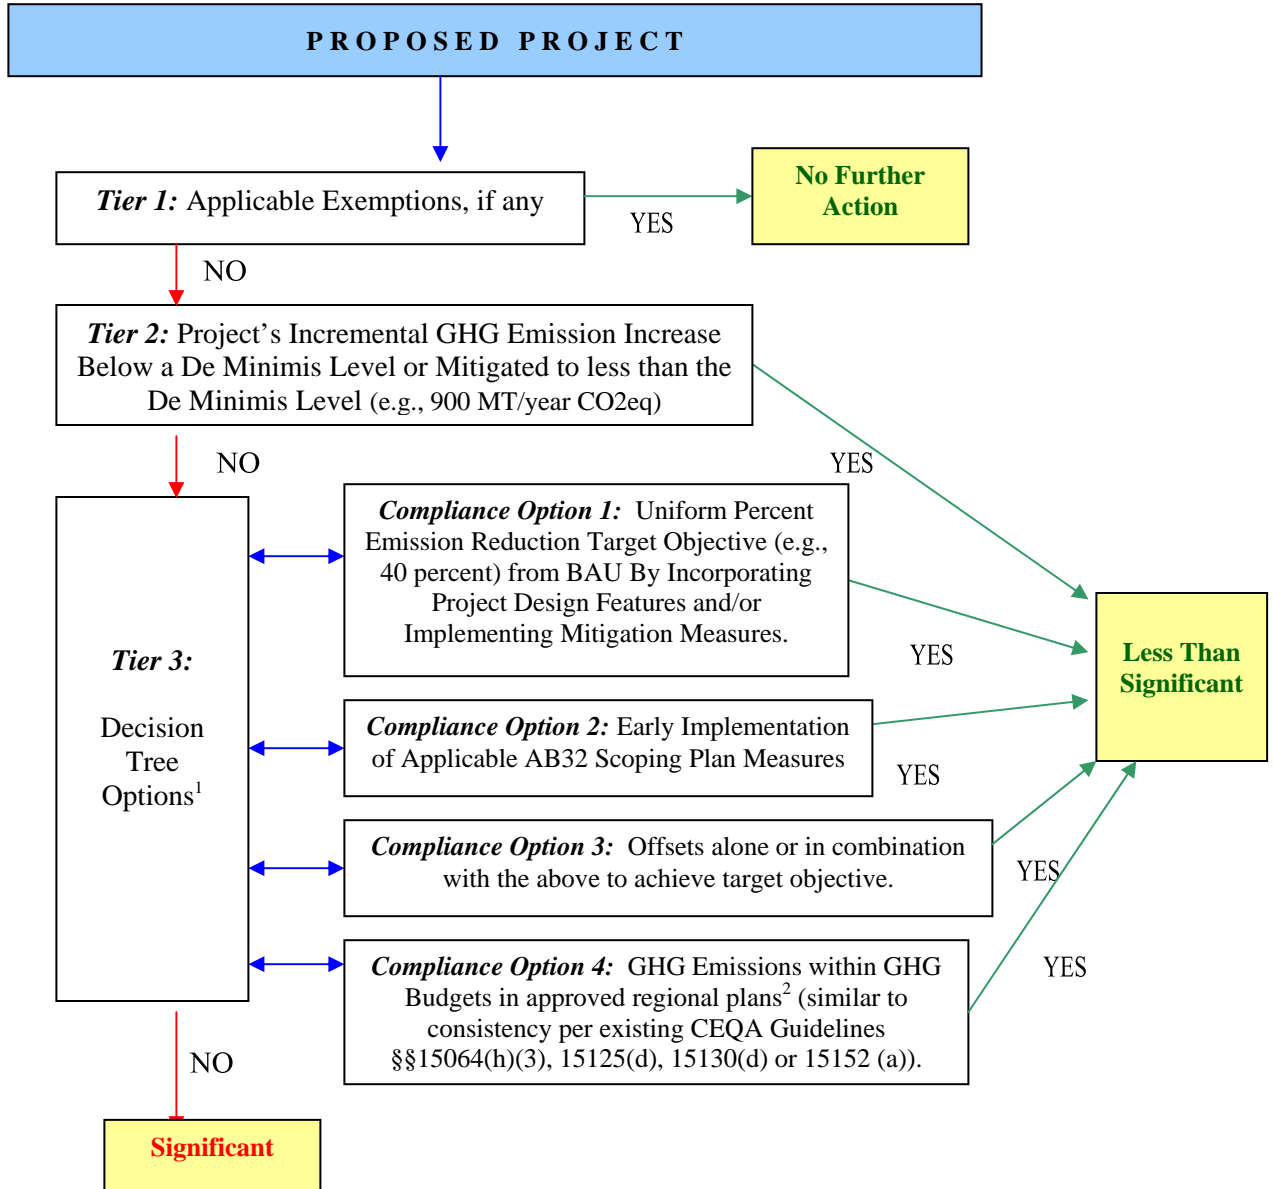 PROPOSED PROJECT
Tier 1: Applicable Exemptions, if any
YES
No Further
Action
NO
Tier 2: Project’s Incremental GHG Emission Increase
Below a De Minimis Level or Mitigated to less than the
De Minimis Level (e.g., 900 MT/year CO2eq)
YES
NO
Tier 3:
Decision
Tree
Options1
Compliance Option 1: Uniform Percent
Emission Reduction Target Objective (e.g.,
40 percent) from BAU By Incorporating
Project Design Features and/or
Implementing Mitigation Measures.
YES
Compliance Option 2: Early Implementation
of Applicable AB32 Scoping Plan Measures
YES
Compliance Option 3: Offsets alone or in combination
with the above to achieve target objective.
YES
Compliance Option 4: GHG Emissions within GHG
Budgets in approved regional plans2 (similar to
consistency per existing CEQA Guidelines
§§15064(h)(3), 15125(d), 15130(d) or 15152 (a)).
YES
Less Than
Significant
NO
Significant